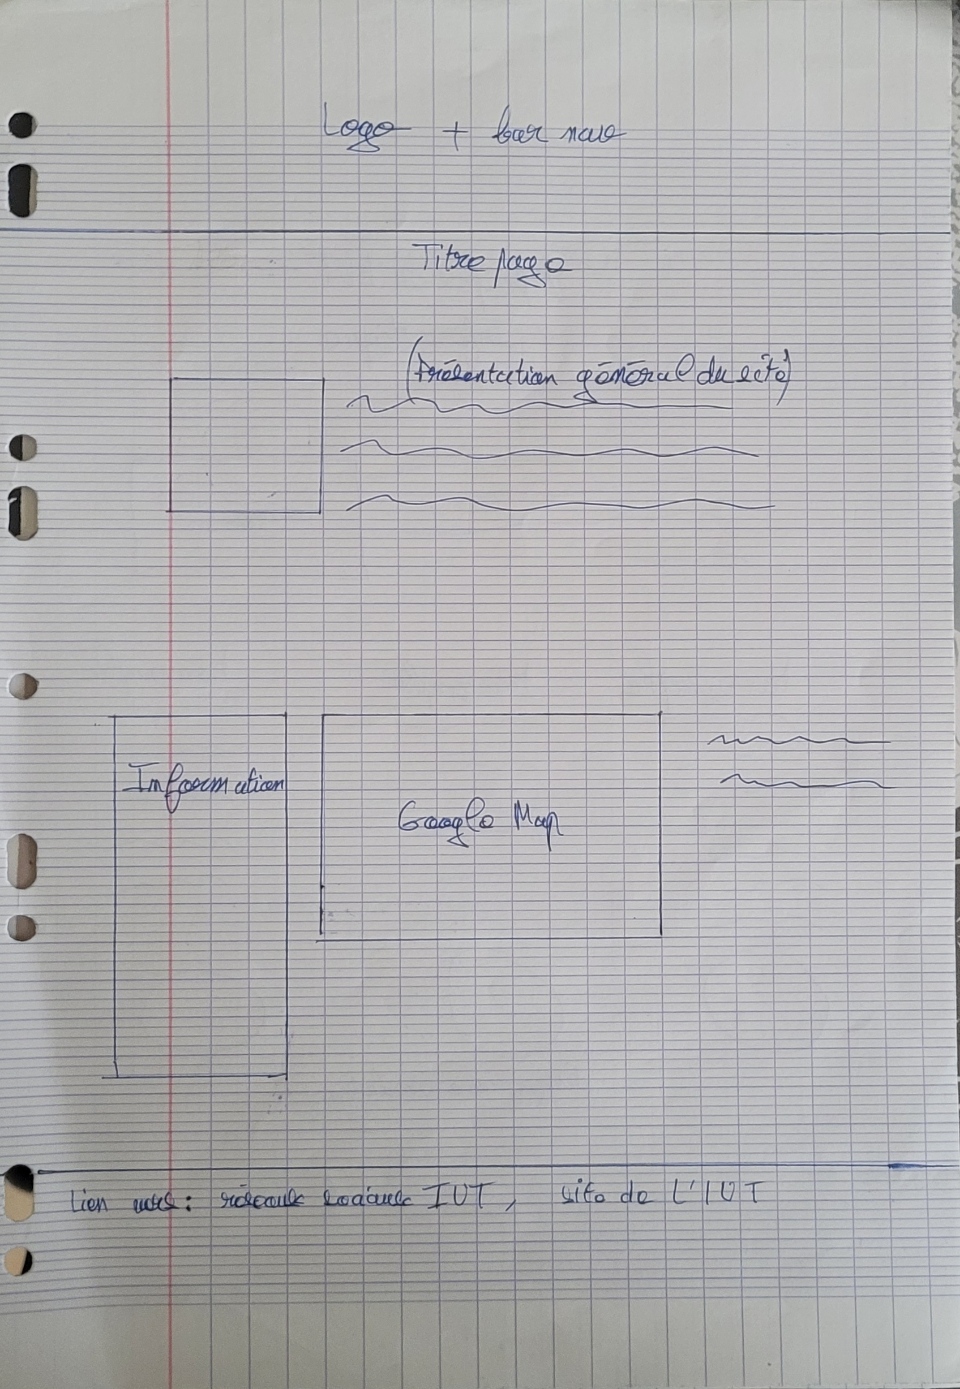 Logo + bar nav
Titre page
(présentation général du site)
Information
Google Map
Lien vers : réseaux sociaux IUT, site de L'IUT